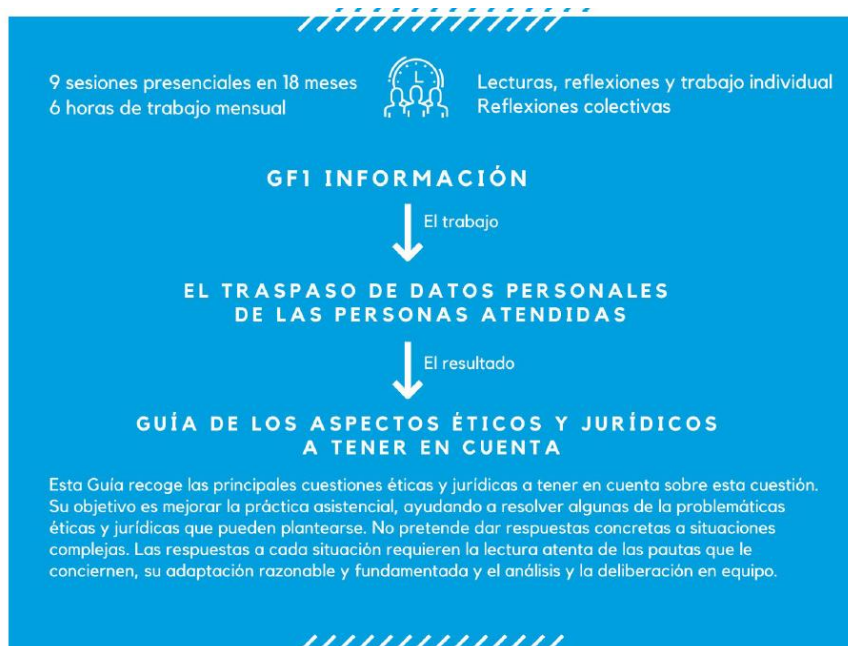 9 sesiones presenciales en 18 meses
6 horas de trabajo mensual
Lecturas, reflexiones y trabajo individual
Reflexiones colectivas
GF1 INFORMACIÓN
El trabajo
EL TRASPASO DE DATOS PERSONALES
DE LAS PERSONAS ATENDIDAS
El resultado
GUÍA DE LOS ASPECTOS ÉTICOS Y JURÍDICOS
A TENER EN CUENTA
Esta Guía recoge las principales cuestiones éticas y jurídicas a tener en cuenta sobre esta cuestión.
Su objetivo es mejorar la práctica asistencial, ayudando a resolver algunas de la problemáticas
éticas y jurídicas que pueden plantearse. No pretende dar respuestas concretas a situaciones
complejas. Las respuestas a cada situación requieren la lectura atenta de las pautas que le
conciernen, su adaptación razonable y fundamentada y el análisis y la deliberación en equipo.